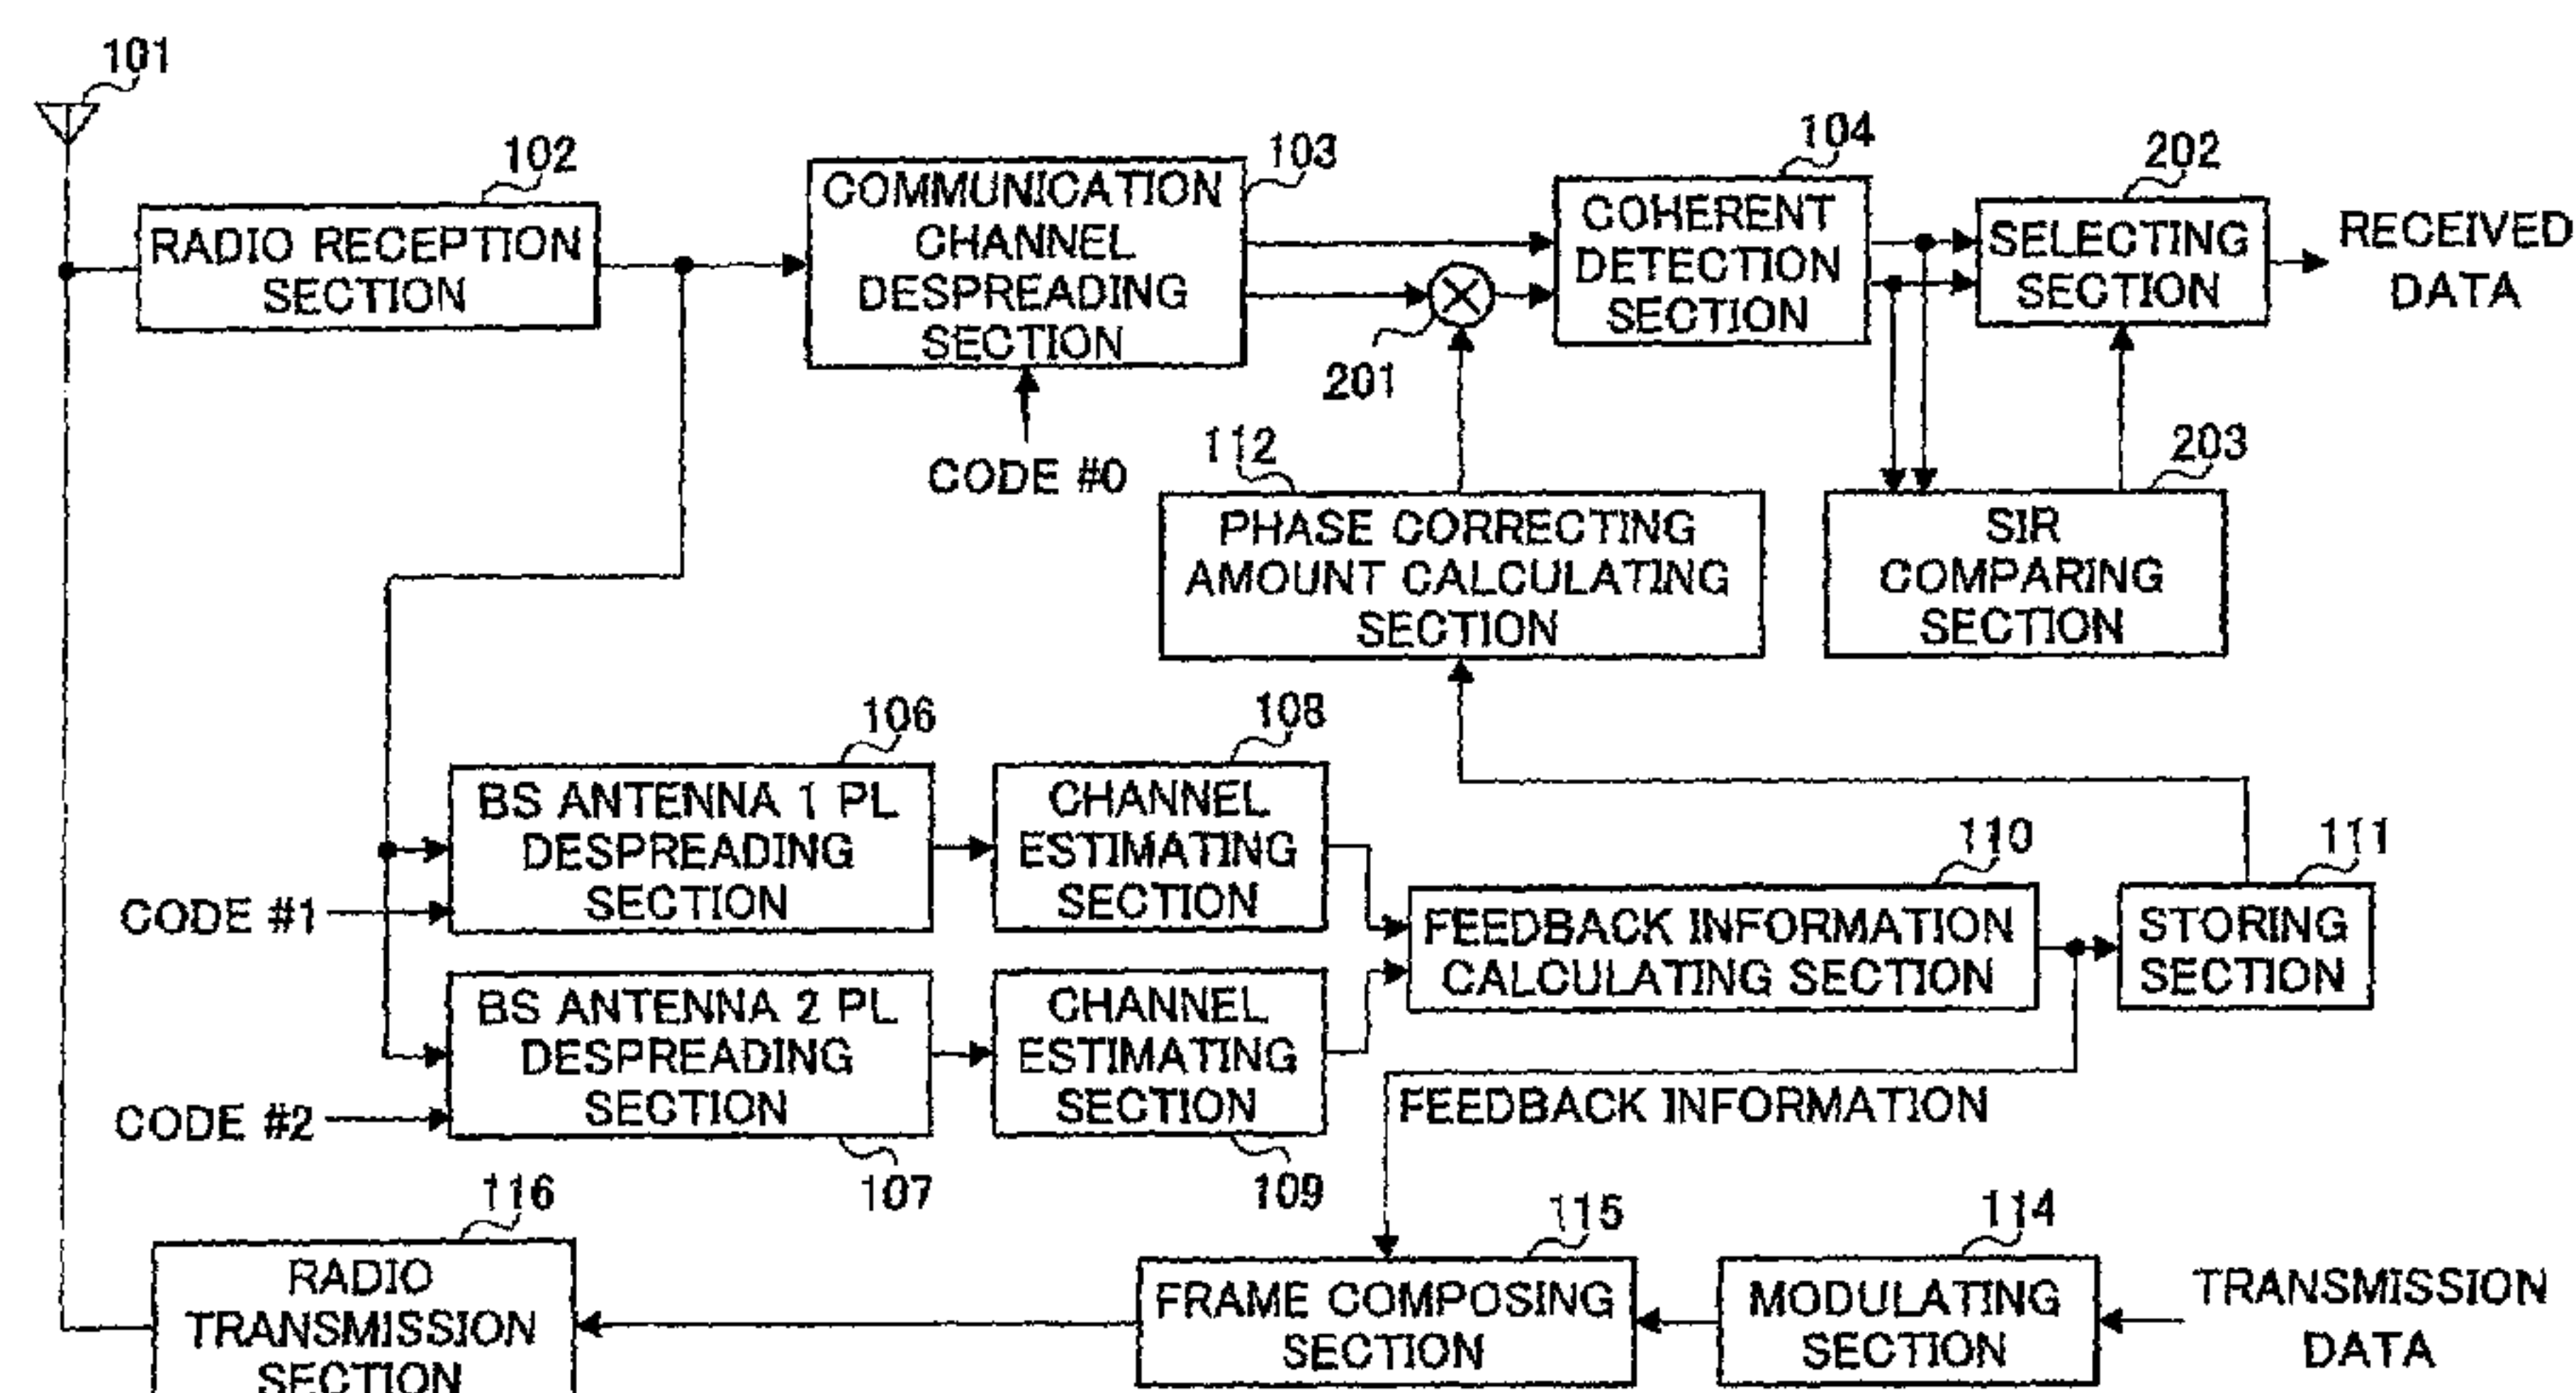 101
102
RADIO RECEPTION
SECTION
103
COMMUNICATION
CHANNEL
DESPREADING
SECTION
CODE #0
201
104
COHERENT
DETECTION
SECTION
202
SELECTING
SECTION
RECEIVED
DATA
112
PHASE CORRECTING
AMOUNT CALCULATING
SECTION
203
SIR
COMPARING
SECTION
106
BS ANTENNA 1 PL
DESPREADING
SECTION
CODE #1
108
CHANNEL
ESTIMATING
SECTION
110
FEEDBACK INFORMATION
CALCULATING SECTION
111
STORING
SECTION
BS ANTENNA 2 PL
DESPREADING
SECTION
107
CODE #2
CHANNEL
ESTIMATING
SECTION
109
FEEDBACK INFORMATION
116
RADIO
TRANSMISSION
SECTION
115
FRAME COMPOSING
SECTION
114
MODULATING
SECTION
TRANSMISSION
DATA